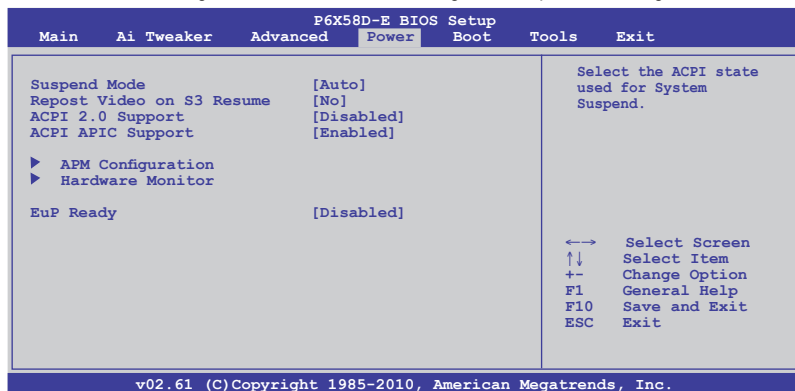 P6X58D-E BIOS Setup
Main Ai Tweaker Advanced Power Boot Tools Exit
Suspend Mode [Auto]
Repost Video on S3 Resume [No]
ACPI 2.0 Support [Disabled]
ACPI APIC Support [Enabled]
APM Configuration
Hardware Monitor
EuP Ready [Disabled]
Select the ACPI state
used for System
Suspend.
←→ Select Screen
↑↓ Select Item
+- Change Option
F1 General Help
F10 Save and Exit
ESC Exit
v02.61 (C)Copyright 1985-2010, American Megatrends, Inc.